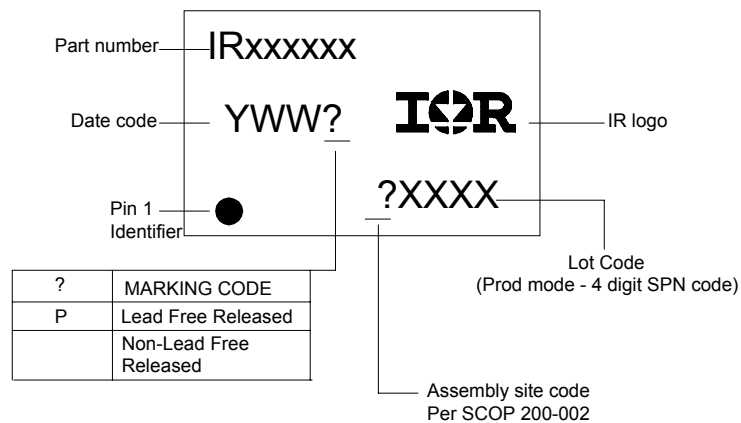 Part number
IRxxxxxx
Date code
YWW?
IOR
IR logo
?XXXX
Pin 1
Identifier
Lot Code
(Prod mode - 4 digit SPN code)
? MARKING CODE
P Lead Free Released
Non-Lead Free
Released
Assembly site code
Per SCOP 200-002